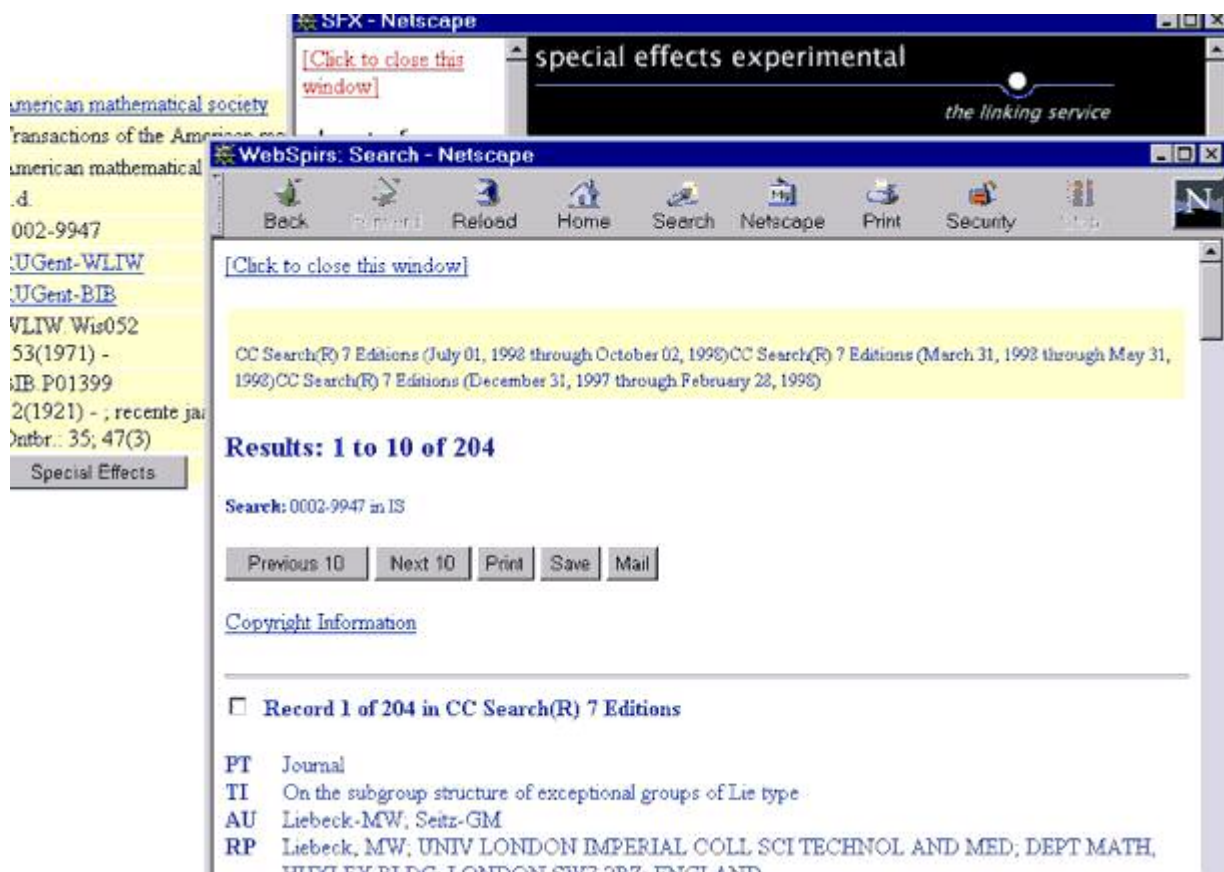 SFX - Netscape
[Click to close this
window]
special effects experimental
the linking service
American mathematical society
Transactions of the American
American mathematical
.d.
002-9947
UGent-WLIW
UGent-BIB
WLIW.Wis052
53(1971) -
BIB.P01399
2(1921) - ; recente
Ontbr.: 35; 47(3)
Special Effects
WebSpirs: Search - Netscape
Back Forward Reload Home Search Netscape Print Security Stop
[Click to close this window]
CC Search(R) 7 Editions (July 01, 1998 through October 02, 1998)CC Search(R) 7 Editions (March 31, 1998 through May 31,
1998)CC Search(R) 7 Editions (December 31, 1997 through February 28, 1998)
Results: 1 to 10 of 204
Search: 0002-9947 in IS
Previous 10 Next 10 Print Save Mail
Copyright Information
Record 1 of 204 in CC Search(R) 7 Editions
PT Journal
TI On the subgroup structure of exceptional groups of Lie type
AU Liebeck-MW; Seitz-GM
RP Liebeck, MW; UNIV LONDON IMPERIAL COLL SCI TECHNOL AND MED; DEPT MATH,